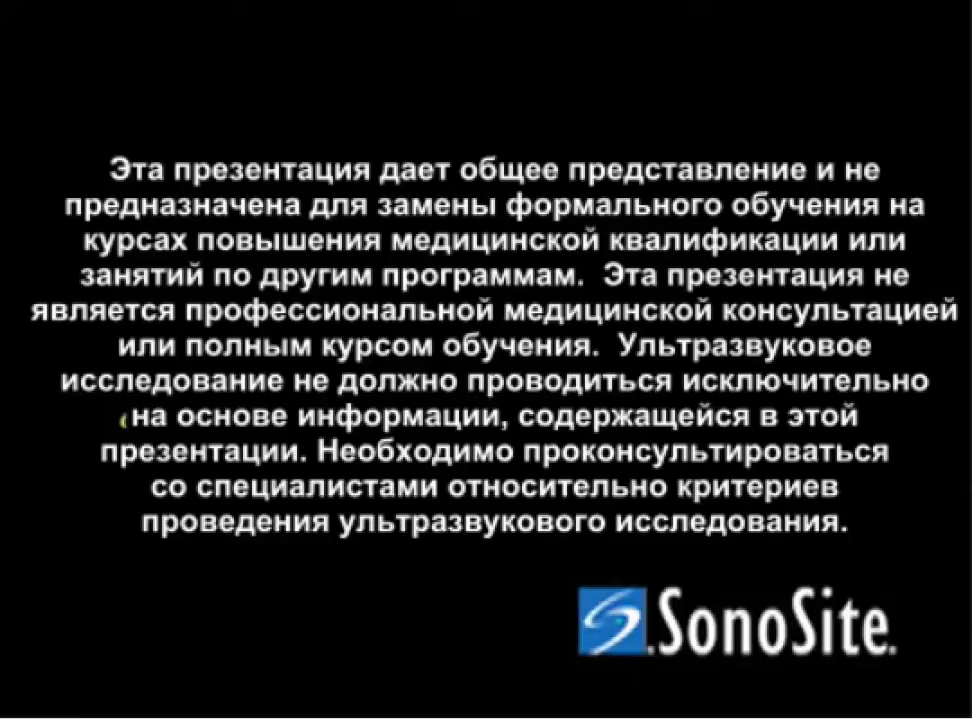 Эта презентация дает общее представление и не
предназначена для замены формального обучения на
курсах повышения медицинской квалификации или
занятий по другим программам.  Эта презентация не
является профессиональной медицинской консультацией
или полным курсом обучения.  Ультразвуковое
исследование не должно проводиться исключительно
на основе информации, содержащейся в этой
презентации. Необходимо проконсультироваться
со специалистами относительно критериев
проведения ультразвукового исследования.
SonoSite.